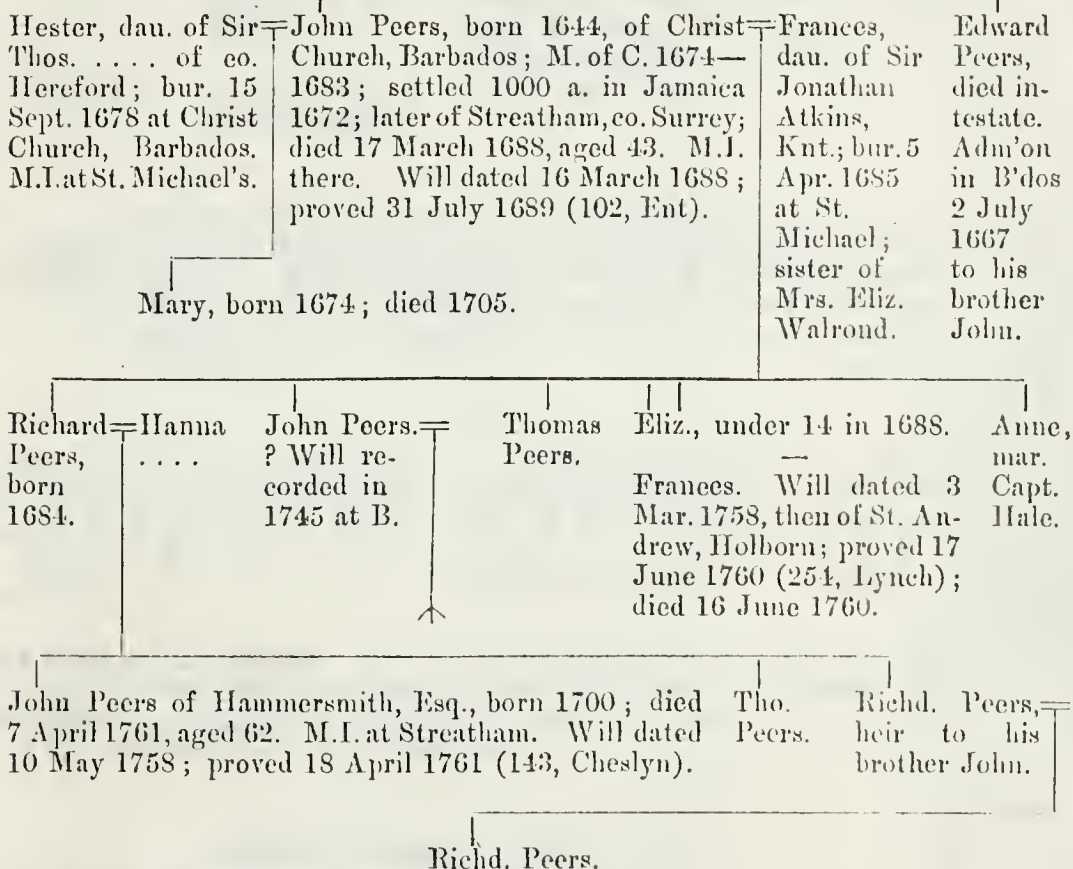 Hester, dau. of Sir
Thos. .... of co.
Hereford; bur. 15
Sept. 1678 at Christ
Church, Barbados.
M.I. at St. Michael's.
John Peers, born 1644, of Christ
Church, Barbados; M. of C. 1674—
1683; settled 1000 a. in Jamaica
1672; later of Streatham, co. Surrey;
died 17 March 1688, aged 43. M.I.
there. Will dated 16 March 1688;
proved 31 July 1689 (102, Ent).
Frances,
dau. of Sir
Jonathan
Atkins,
Knt.; bur. 5
Apr. 1685
at St.
Michael;
sister of
Mrs. Eliz.
Walrond.
Edward
Peers,
died in-
testate.
Adm'on
in B'dos
2 July
1667
to his
brother
John.
Mary, born 1674; died 1705.
Richard
Peers,
born
1684.
Hanna
....
John Peers.
? Will re-
corded in
1745 at B.
Thomas
Peers.
Eliz., under 14 in 1688.
—
Frances. Will dated 3
Mar. 1758, then of St. An-
drew, Holborn; proved 17
June 1760 (254, Lynch);
died 16 June 1760.
Anne,
mar.
Capt.
Hale.
John Peers of Hammersmith, Esq., born 1700; died
7 April 1761, aged 62. M.I. at Streatham. Will dated
10 May 1758; proved 18 April 1761 (143, Cheslyn).
Tho.
Peers.
Richd. Peers,
heir to his
brother John.
Richd. Peers.